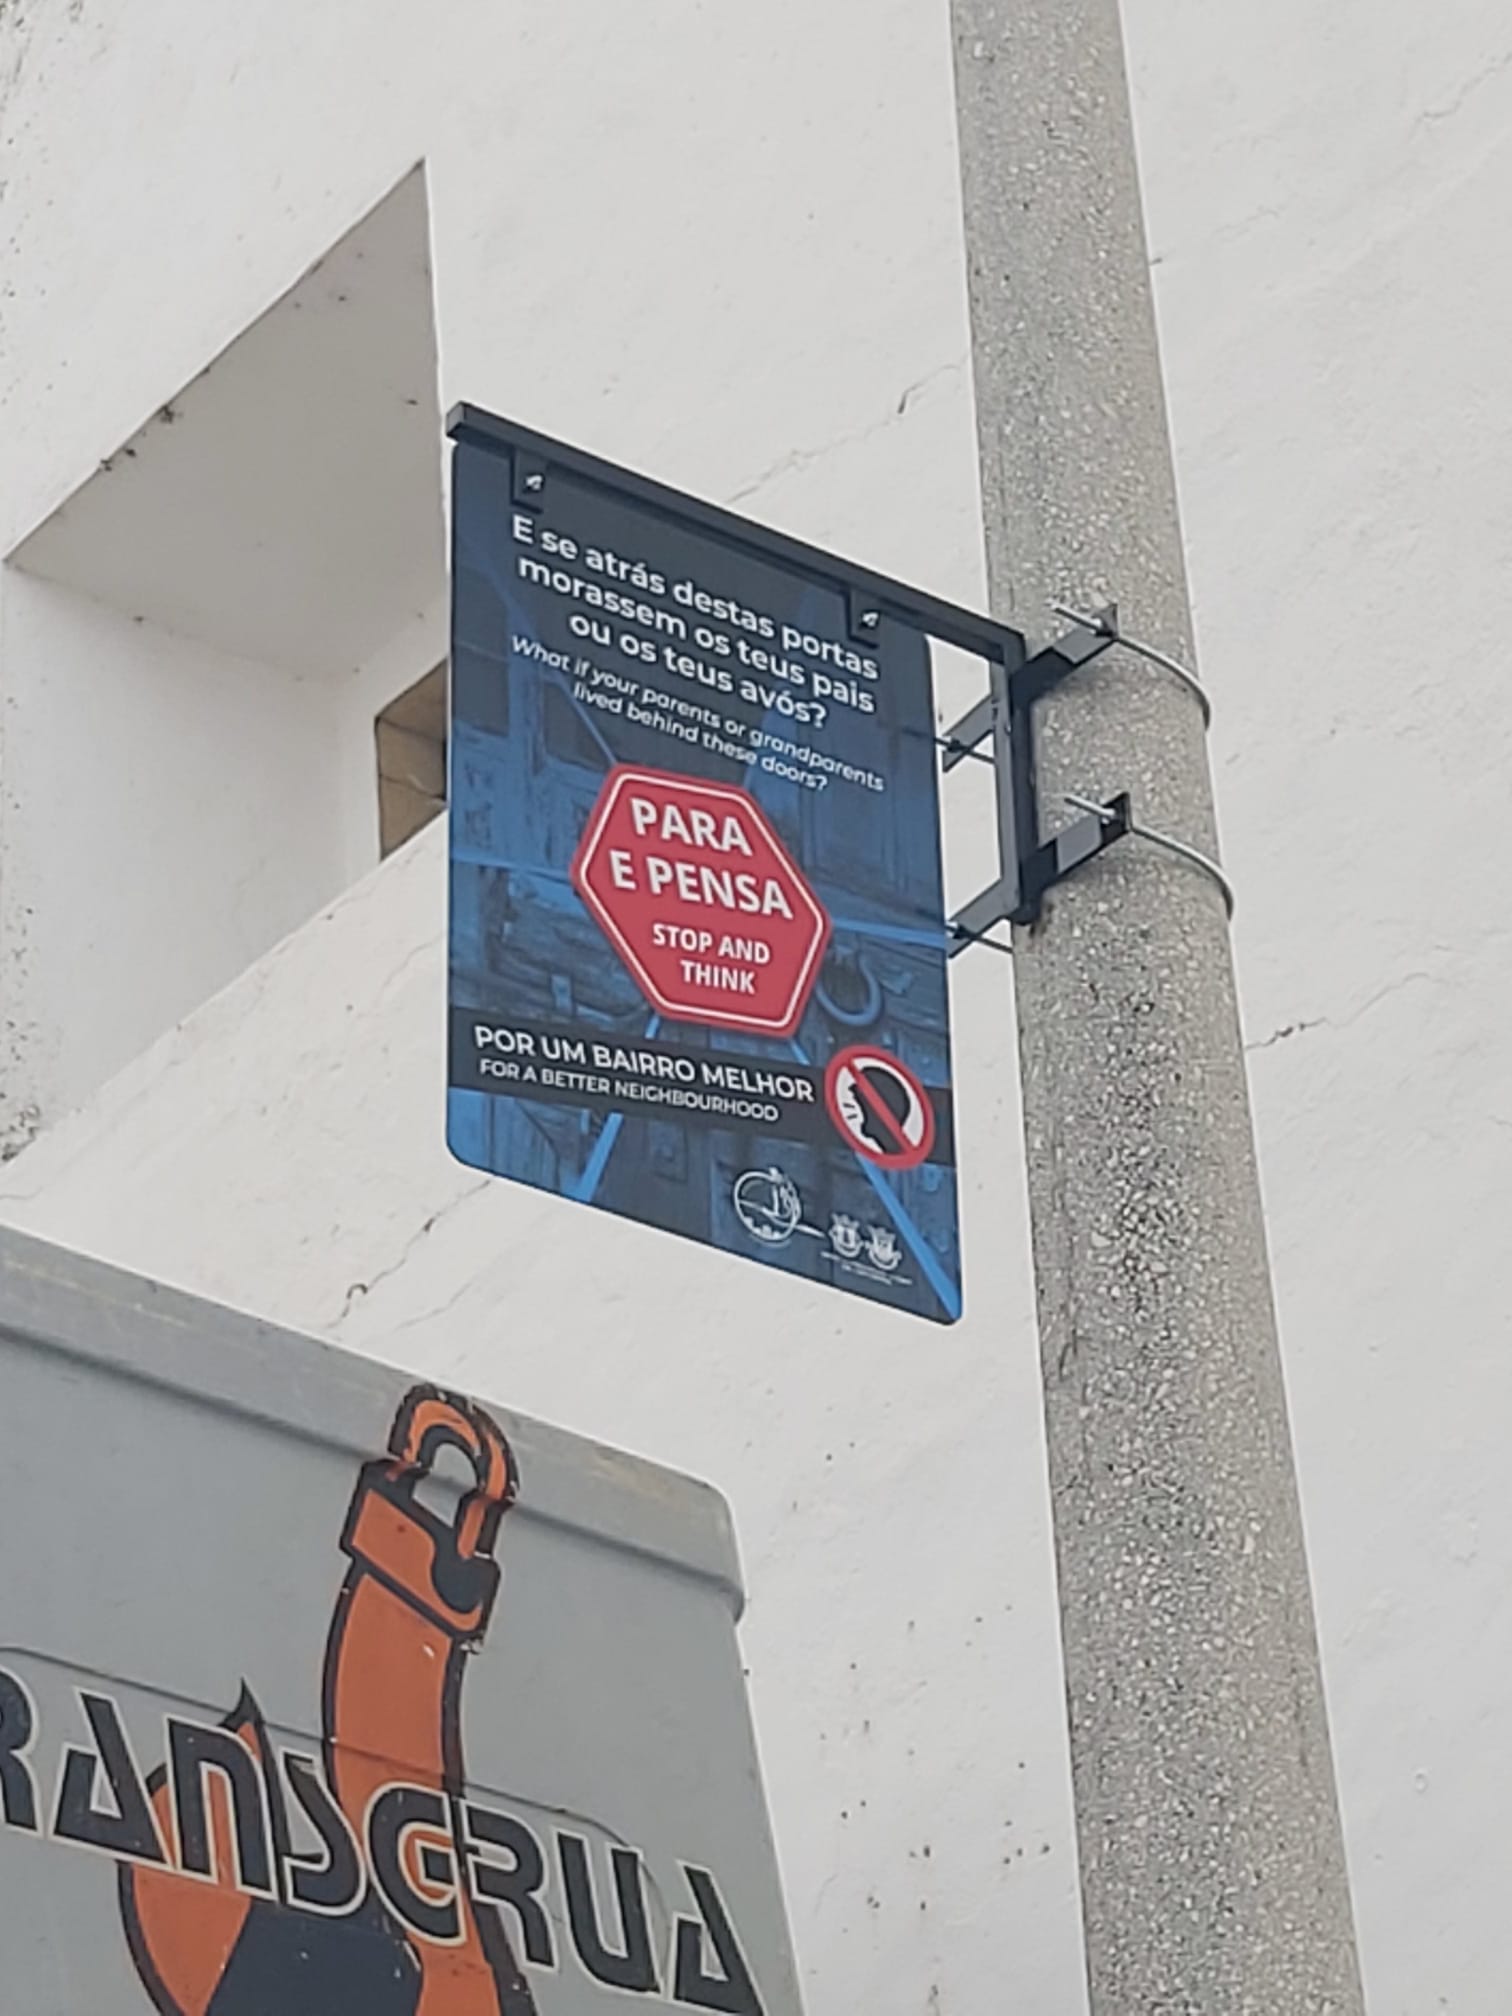 E se atrás destas portas
morassem os teus pais
ou os teus avós?
What if your parents or grandparents
lived behind these doors?
PARA
E PENSA
STOP AND
THINK
POR UM BAIRRO MELHOR
FOR A BETTER NEIGHBOURHOOD
RANSGRUA